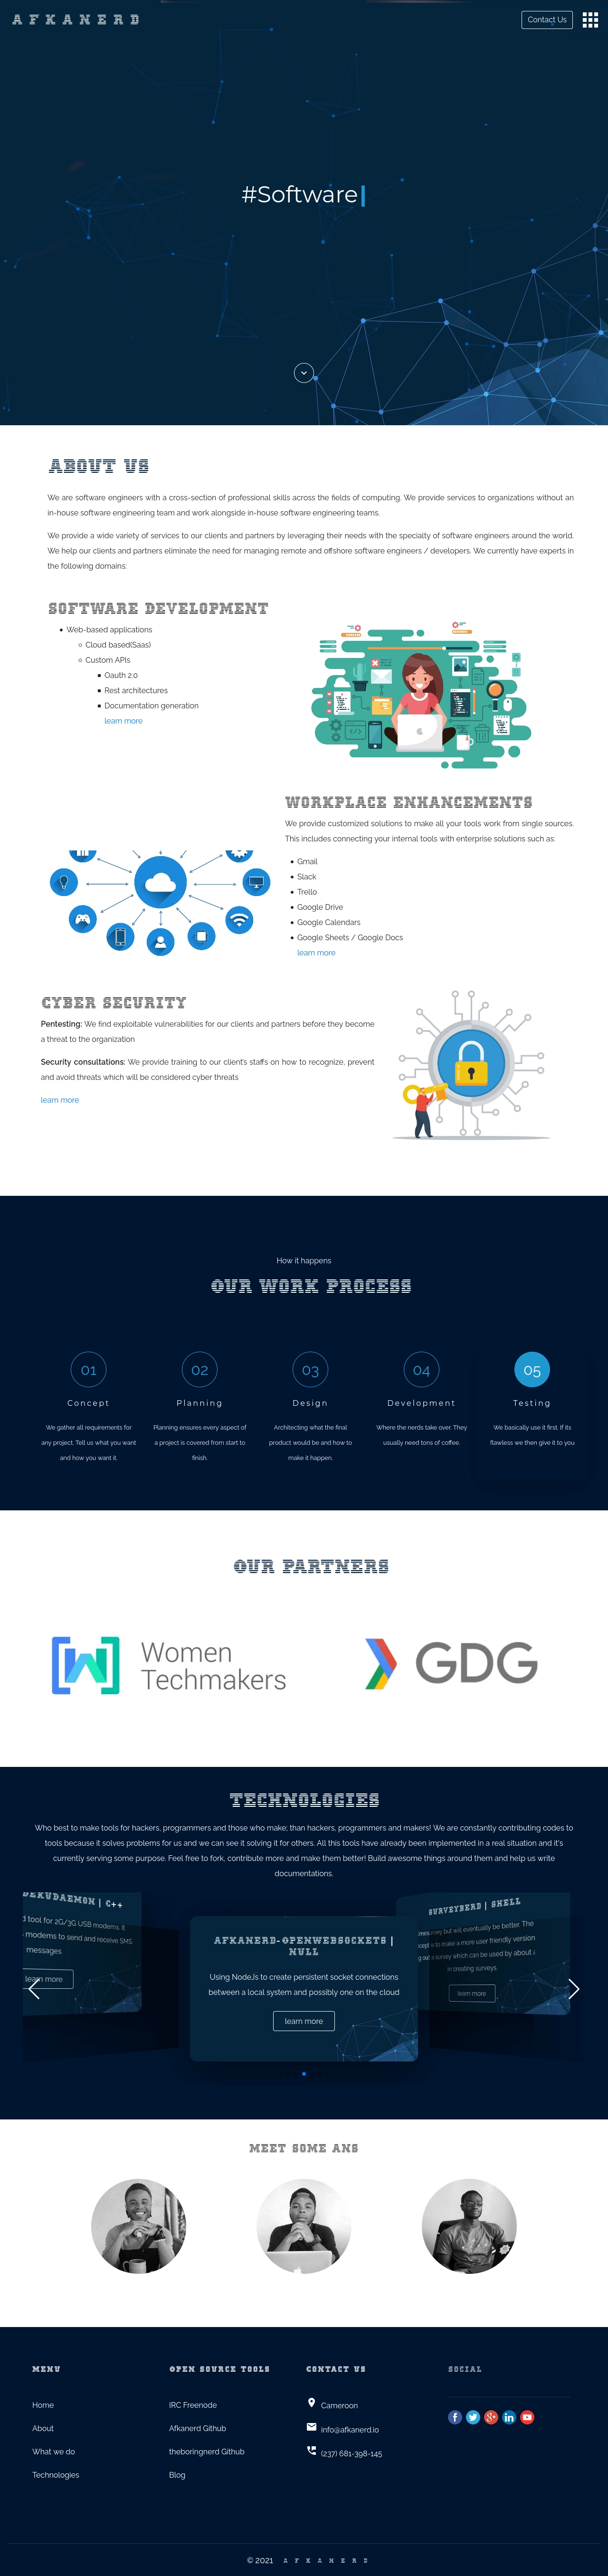 AFKANERD
Contact Us
#Software
ABOUT US
We are software engineers with a cross-section of professional skills across the fields of computing. We provide services to organizations without an
in-house software engineering team and work alongside in-house software engineering teams.
We provide a wide variety of services to our clients and partners by leveraging their needs with the specialty of software engineers around the world.
We help our clients and partners eliminate the need for managing remote and offshore software engineers / developers. We currently have experts in
the following domains:
SOFTWARE DEVELOPMENT
Web-based applications
Cloud based(Saas)
Custom APIs
Oauth 2.0
Rest architectures
Documentation generation
learn more
WORKPLACE ENHANCEMENTS
We provide customized solutions to make all your tools work from single sources.
This includes connecting your internal tools with enterprise solutions such as:
Gmail
Slack
Trello
Google Drive
Google Calendars
Google Sheets / Google Docs
learn more
CYBER SECURITY
Pentesting: We find exploitable vulnerabilities for our clients and partners before they become
a threat to the organization
Security consultations: We provide training to our client's staffs on how to recognize, prevent
and avoid threats which will be considered cyber threats
learn more
How it happens
OUR WORK PROCESS
01
Concept
We gather all requirements for
any project. Tell us what you want
and how you want it.
02
Planning
Planning ensures every aspect of
a project is covered from start to
finish.
03
Design
Architecting what the final
product would be and how to
make it happen.
04
Development
Where the nerds take over. They
usually need tons of coffee.
05
Testing
We basically use it first. If its
flawless we then give it to you
OUR PARTNERS
Women
Techmakers
GDG
TECHNOLOGIES
Who best to make tools for hackers, programmers and those who make; than hackers, programmers and makers! We are constantly contributing codes to
tools because it solves problems for us and we can see it solving it for others. All this tools have already been implemented in a real situation and it's
currently serving some purpose. Feel free to fork, contribute more and make them better! Build awesome things around them and help us write
documentations.
DEKUDAEMON | C++
d tool for 2G/3G USB modems, it
modems to send and receive SMS
messages
learn more
AFKANERD-OPENWEBSOCKETS |
NULL
Using NodeJs to create persistent socket connections
between a local system and possibly one on the cloud
learn more
SURVEYBERD | SHELL
survey but will eventually be better. The
is to make a more user friendly version
out a survey which can be used by about
in creating surveys.
learn more
MEET SOME ANS
MENU
Home
About
What we do
Technologies
OPEN SOURCE TOOLS
IRC Freenode
Afkanerd Github
theboringnerd Github
Blog
CONTACT US
Cameroon
info@afkanerd.io
(237) 681-398-145
SOCIAL
© 2021 AFKANERD